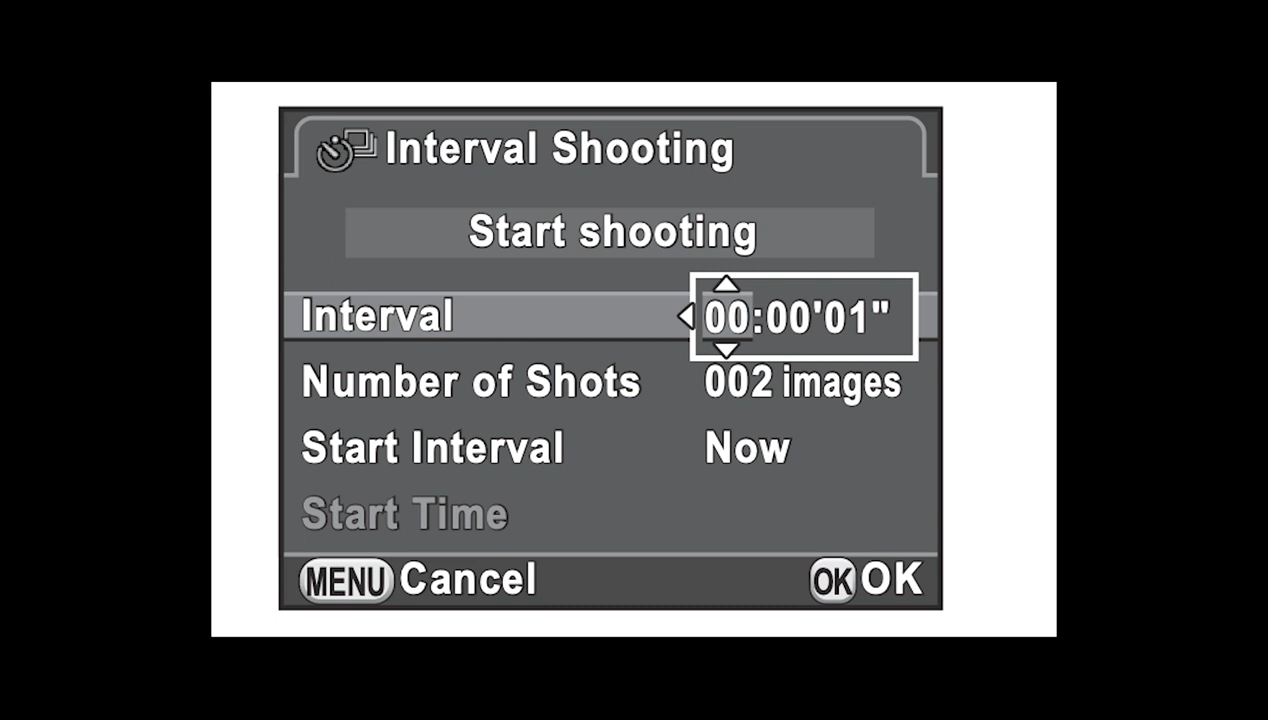 Interval Shooting
Start shooting
Interval 00:00'01"
Number of Shots 002 images
Start Interval Now
Start Time
MENU Cancel OK OK